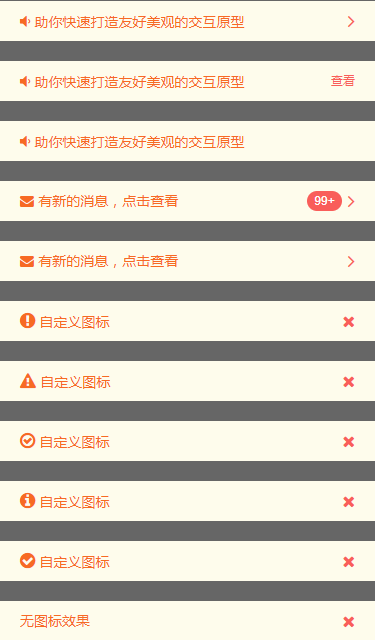 助你快速打造友好美观的交互原型
助你快速打造友好美观的交互原型 查看
助你快速打造友好美观的交互原型
有新的消息，点击查看 99+
有新的消息，点击查看
自定义图标
自定义图标
自定义图标
自定义图标
自定义图标
无图标效果